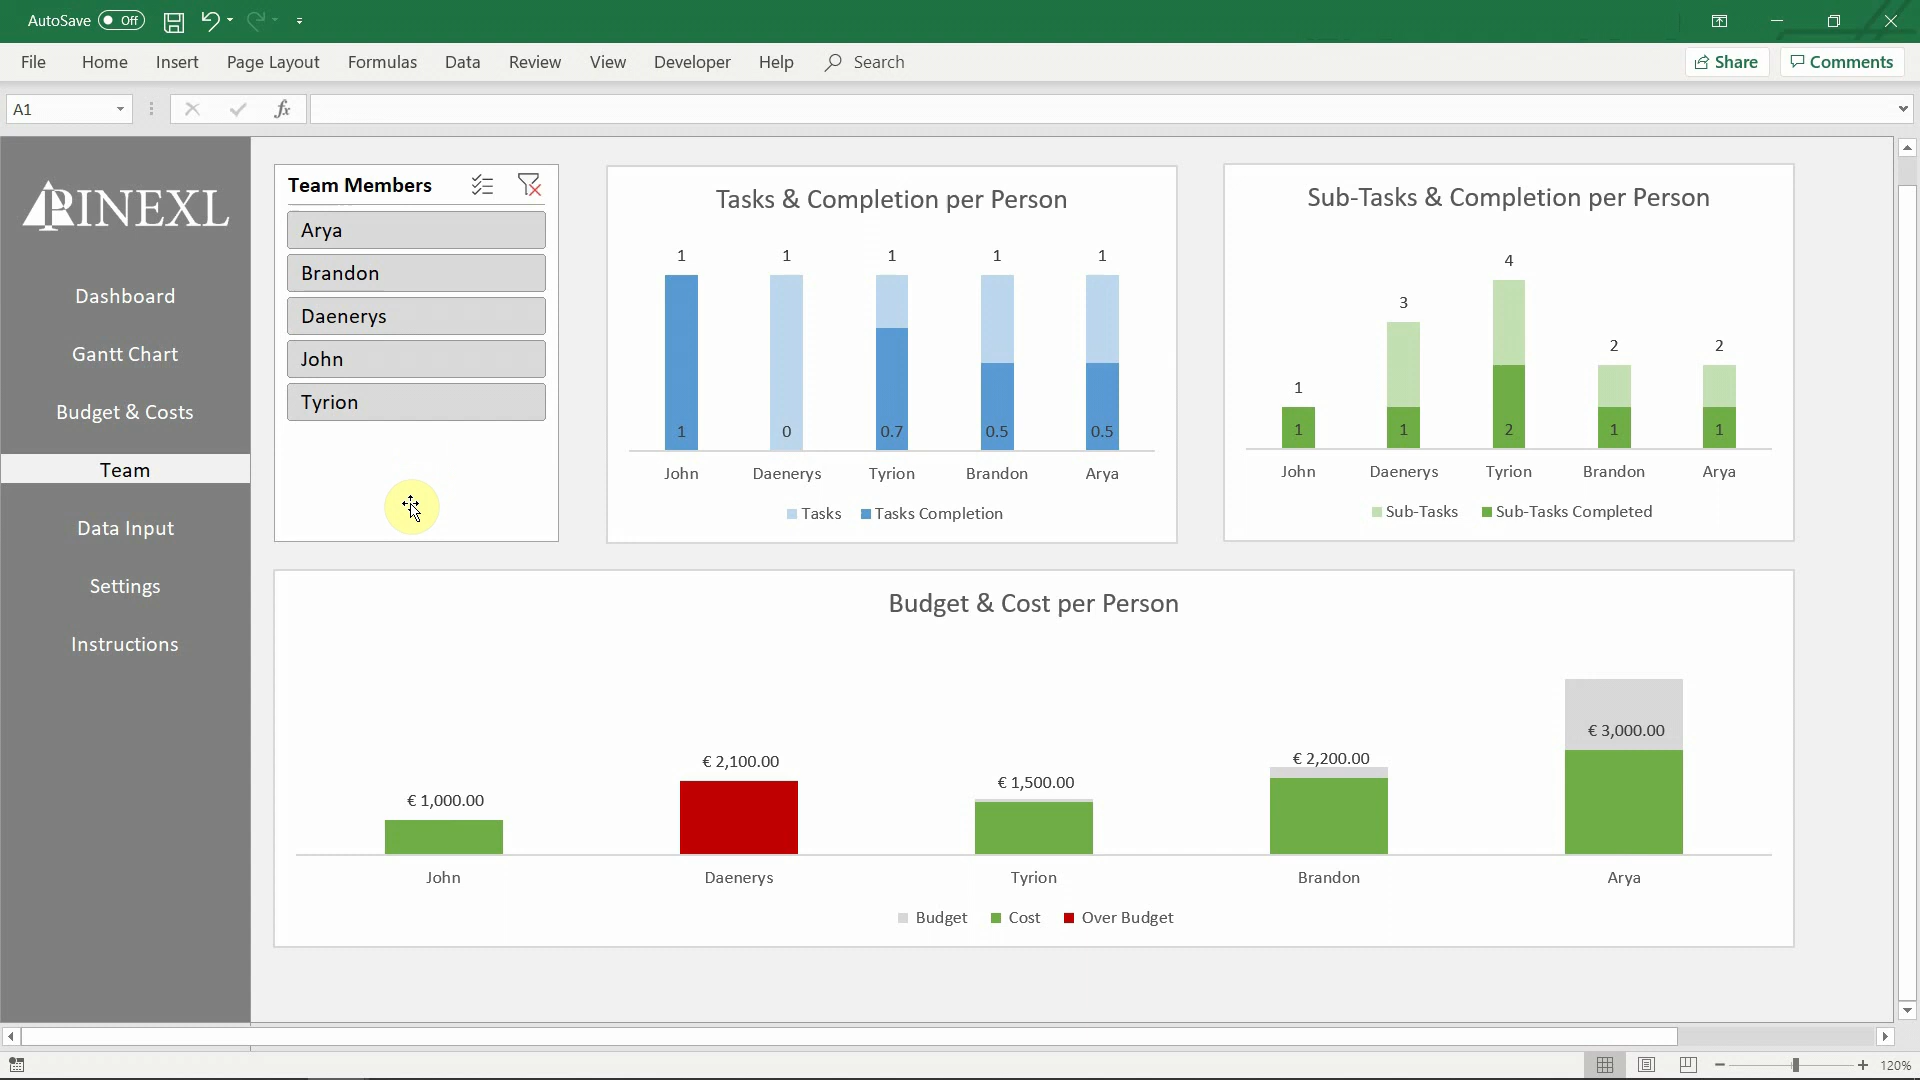 AutoSave Off
File Home Insert Page Layout Formulas Data Review View Developer Help Search Share Comments
A1 fx
PINEXL
Dashboard
Gantt Chart
Budget & Costs
Team
Data Input
Settings
Instructions
Team Members
Arya
Brandon
Daenerys
John
Tyrion
Tasks & Completion per Person
1 1 1 1 1
1 0 0.7 0.5 0.5
John Daenerys Tyrion Brandon Arya
Tasks Tasks Completion
Sub-Tasks & Completion per Person
4
3
2 2
1
1 1 2 1 1
John Daenerys Tyrion Brandon Arya
Sub-Tasks Sub-Tasks Completed
Budget & Cost per Person
€ 1,000.00 € 2,100.00 € 1,500.00 € 2,200.00 € 3,000.00
John Daenerys Tyrion Brandon Arya
Budget Cost Over Budget
120%